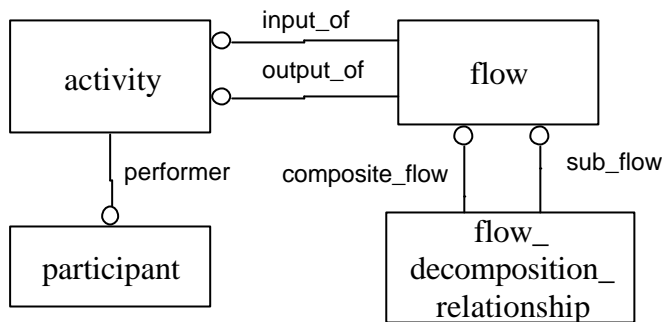 input_of
activity
output_of
flow
performer
composite_flow
sub_flow
participant
flow_
decomposition_
relationship